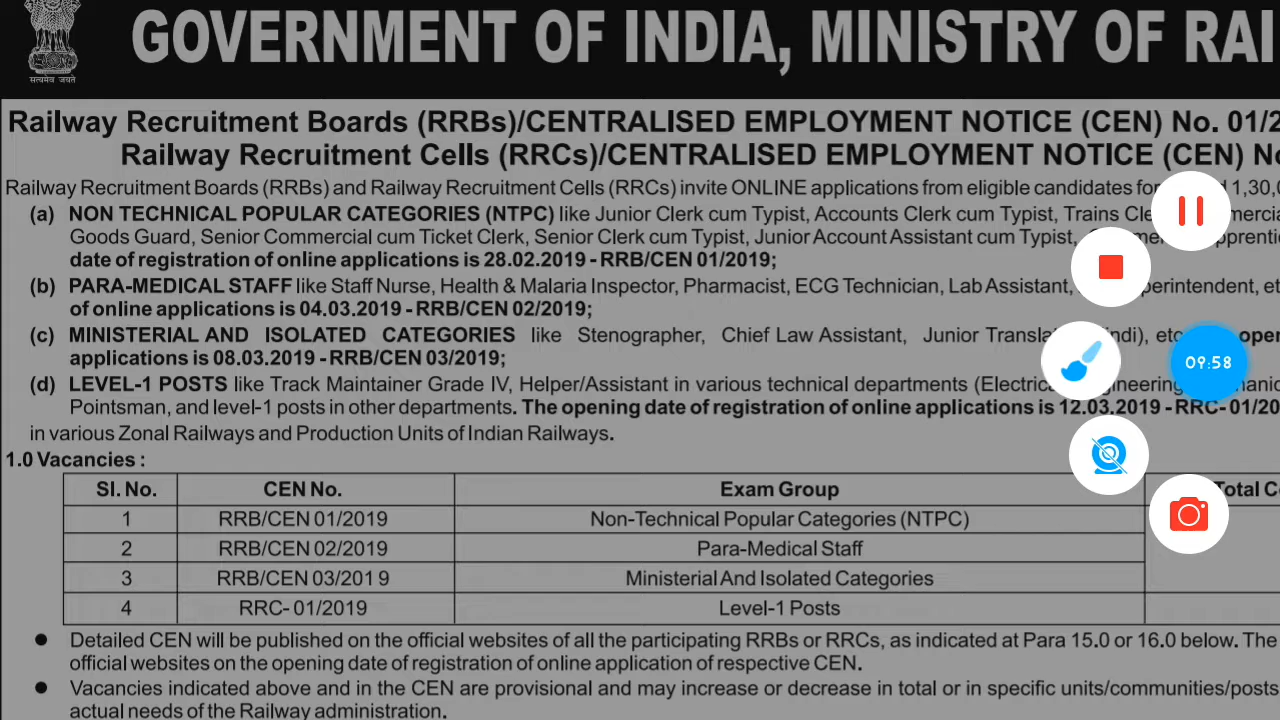 सत्यमेव जयते
GOVERNMENT OF INDIA, MINISTRY OF RAI
Railway Recruitment Boards (RRBs)/CENTRALISED EMPLOYMENT NOTICE (CEN) No. 01/2
Railway Recruitment Cells (RRCs)/CENTRALISED EMPLOYMENT NOTICE (CEN) No
Railway Recruitment Boards (RRBs) and Railway Recruitment Cells (RRCs) invite ONLINE applications from eligible candidates for 1,30,
(a) NON TECHNICAL POPULAR CATEGORIES (NTPC) like Junior Clerk cum Typist, Accounts Clerk cum Typist, Trains
Goods Guard, Senior Commercial cum Ticket Clerk, Senior Clerk cum Typist, Junior Account Assistant cum Typist,
date of registration of online applications is 28.02.2019 - RRB/CEN 01/2019;
(b) PARA-MEDICAL STAFF like Staff Nurse, Health & Malaria Inspector, Pharmacist, ECG Technician, Lab Assistant, perintendent, et
of online applications is 04.03.2019 - RRB/CEN 02/2019;
(c) MINISTERIAL AND ISOLATED CATEGORIES like Stenographer, Chief Law Assistant, Junior Translat ndi), etc open
applications is 08.03.2019 - RRB/CEN 03/2019;
(d) LEVEL-1 POSTS like Track Maintainer Grade IV, Helper/Assistant in various technical departments (Electric
Pointsman, and level-1 posts in other departments. The opening date of registration of online applications is 12.03.2019 - RRC- 01/20
in various Zonal Railways and Production Units of Indian Railways.
1.0 Vacancies :
Sl. No. CEN No. Exam Group Total C
1 RRB/CEN 01/2019 Non-Technical Popular Categories (NTPC)
2 RRB/CEN 02/2019 Para-Medical Staff
3 RRB/CEN 03/201 9 Ministerial And Isolated Categories
4 RRC- 01/2019 Level-1 Posts
● Detailed CEN will be published on the official websites of all the participating RRBs or RRCs, as indicated at Para 15.0 or 16.0 below. The
official websites on the opening date of registration of online application of respective CEN.
● Vacancies indicated above and in the CEN are provisional and may increase or decrease in total or in specific units/communities/posts
actual needs of the Railway administration.
09:58